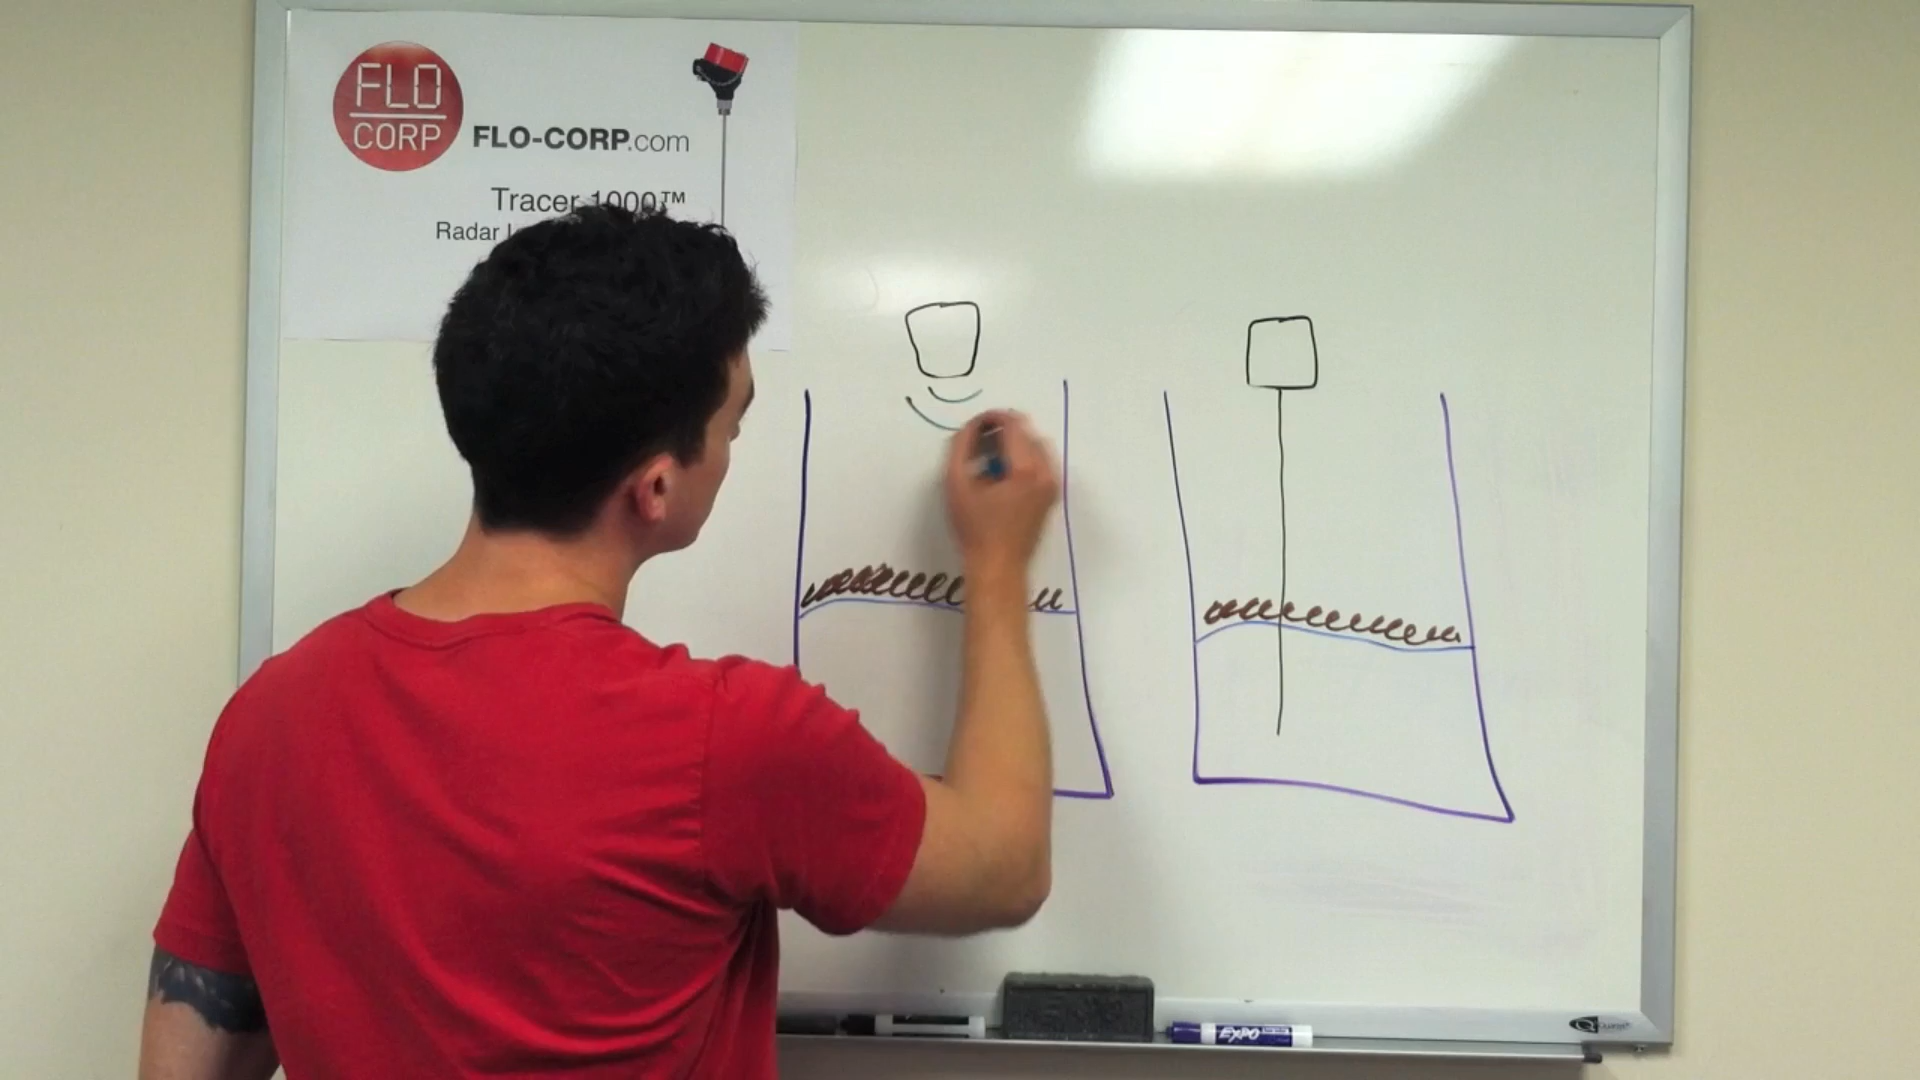 FLO
CORP
FLO-CORP.com
Tracer 1000™
Radar
EXPO